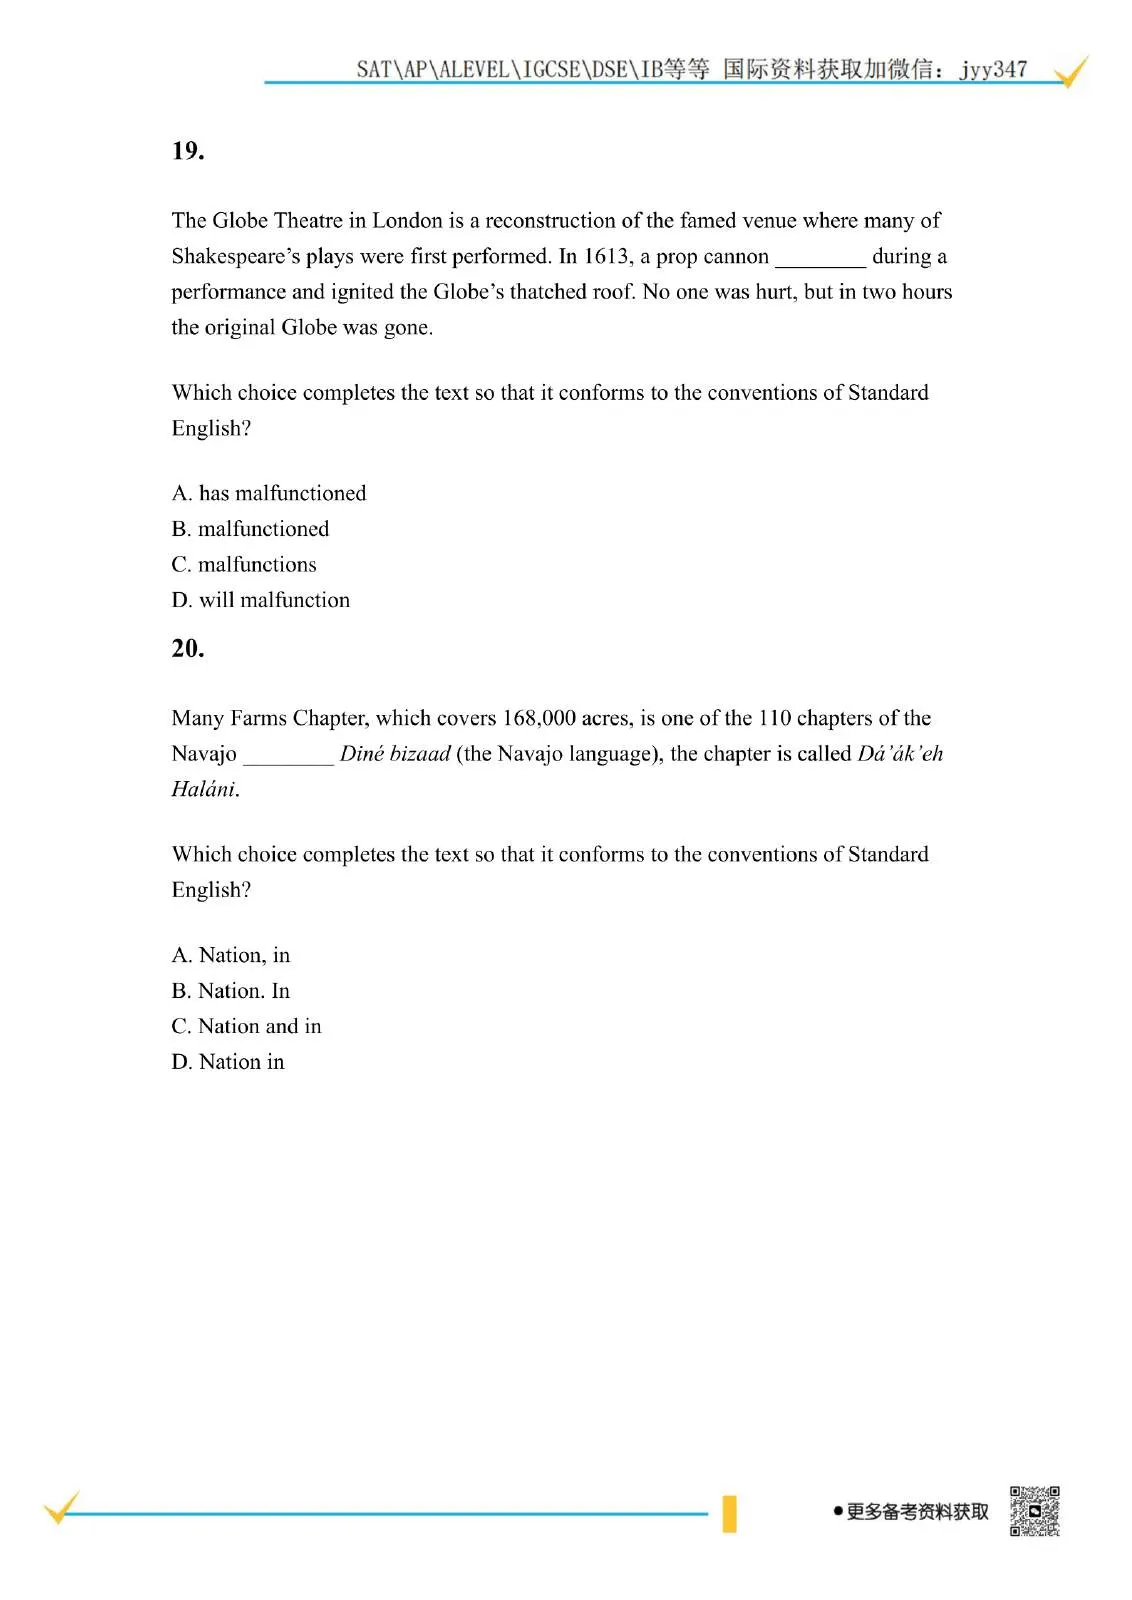 SAT\AP\ALEVEL\IGCSE\DSE\IB等等 国际资料获取加微信：jyy347
19.
The Globe Theatre in London is a reconstruction of the famed venue where many of
Shakespeare’s plays were first performed. In 1613, a prop cannon ________ during a
performance and ignited the Globe’s thatched roof. No one was hurt, but in two hours
the original Globe was gone.
Which choice completes the text so that it conforms to the conventions of Standard
English?
A. has malfunctioned
B. malfunctioned
C. malfunctions
D. will malfunction
20.
Many Farms Chapter, which covers 168,000 acres, is one of the 110 chapters of the
Navajo ________ Diné bizaad (the Navajo language), the chapter is called Dá’ák’eh
Haláni.
Which choice completes the text so that it conforms to the conventions of Standard
English?
A. Nation, in
B. Nation. In
C. Nation and in
D. Nation in
●更多备考资料获取